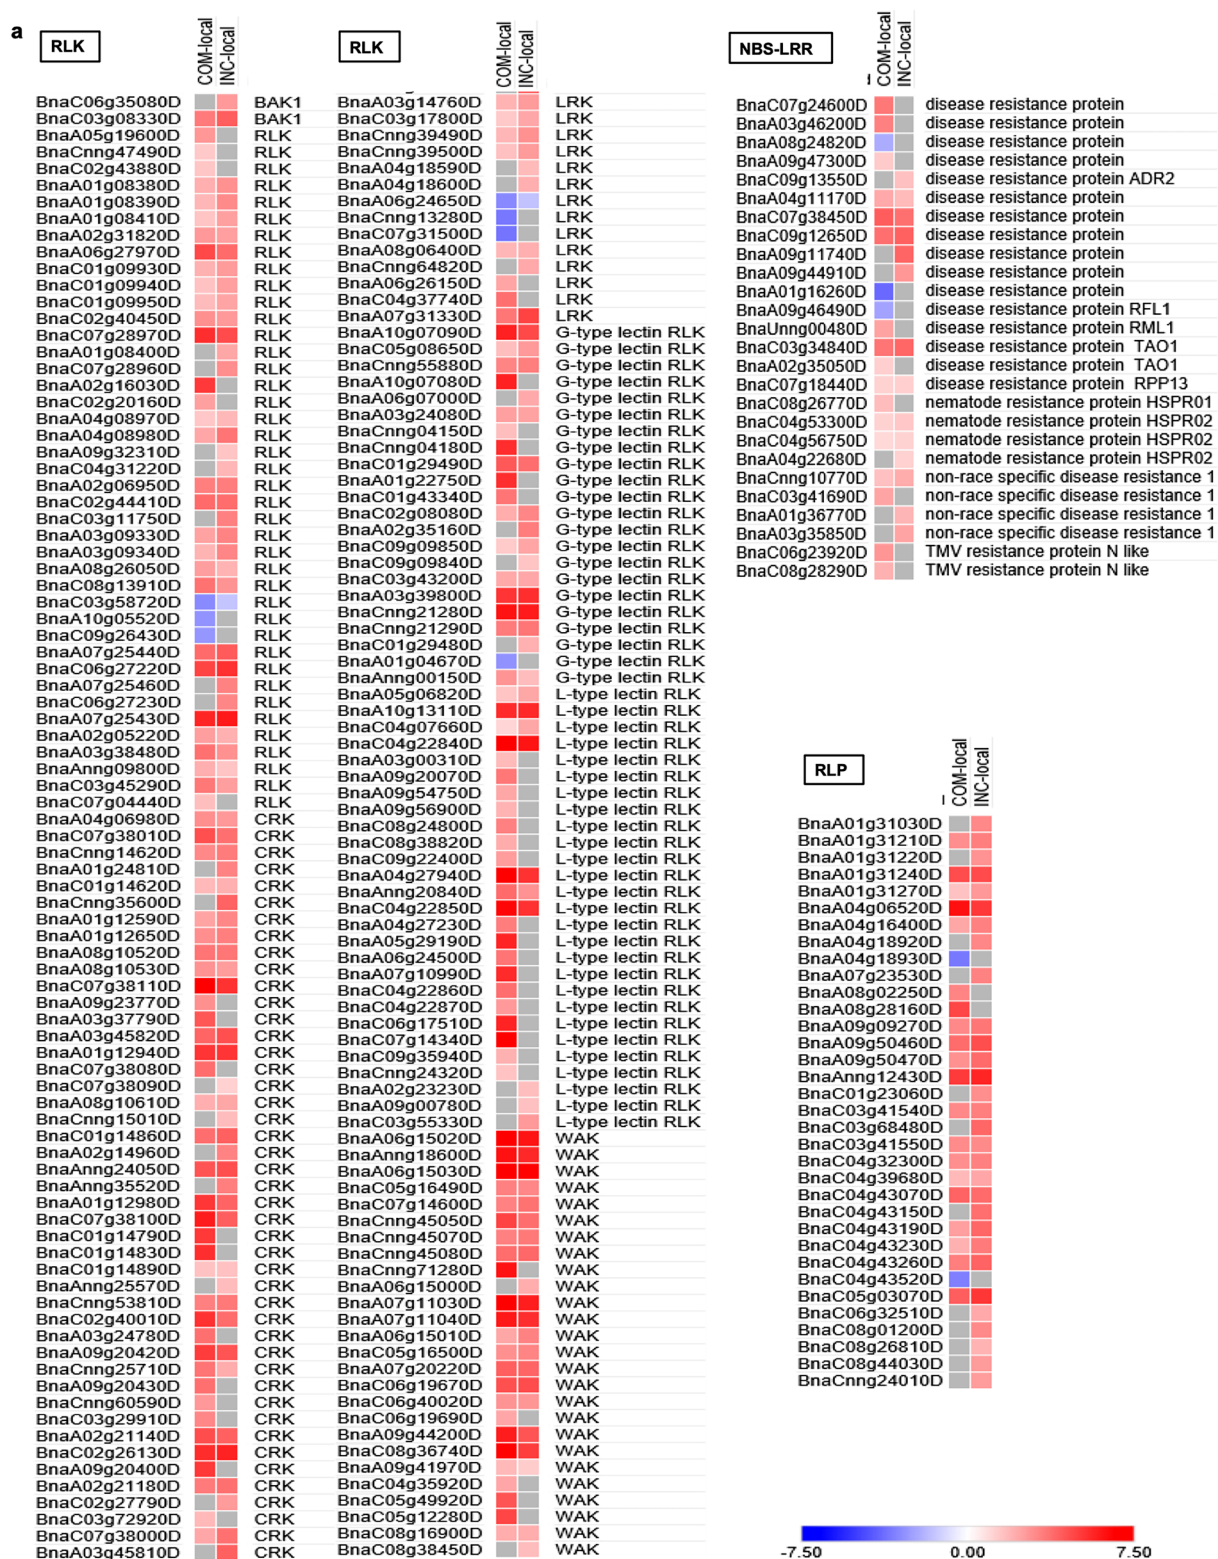 a
RLK
COM-local
INC-local
BnaC06g35080D BAK1
BnaC03g08330D BAK1
BnaA05g19600D RLK
BnaCnng47490D RLK
BnaC02g43880D RLK
BnaA01g08380D RLK
BnaA01g08390D RLK
BnaA01g08410D RLK
BnaA02g31820D RLK
BnaA06g27970D RLK
BnaC01g09930D RLK
BnaC01g09940D RLK
BnaC01g09950D RLK
BnaC02g40450D RLK
BnaC07g28970D RLK
BnaA01g08400D RLK
BnaC07g28960D RLK
BnaA02g16030D RLK
BnaC02g20160D RLK
BnaA04g08970D RLK
BnaA04g08980D RLK
BnaA09g32310D RLK
BnaC04g31220D RLK
BnaA02g06950D RLK
BnaC02g44410D RLK
BnaC03g11750D RLK
BnaA03g09330D RLK
BnaA03g09340D RLK
BnaA08g26050D RLK
BnaC08g13910D RLK
BnaC03g58720D RLK
BnaA10g05520D RLK
BnaC09g26430D RLK
BnaA07g25440D RLK
BnaC06g27220D RLK
BnaA07g25460D RLK
BnaC06g27230D RLK
BnaA07g25430D RLK
BnaA02g05220D RLK
BnaA03g38480D RLK
BnaAnng09800D RLK
BnaC03g45290D RLK
BnaC07g04440D RLK
BnaA04g06980D CRK
BnaC07g38010D CRK
BnaCnng14620D CRK
BnaA01g24810D CRK
BnaC01g14620D CRK
BnaCnng35600D CRK
BnaA01g12590D CRK
BnaA01g12650D CRK
BnaA08g10520D CRK
BnaA08g10530D CRK
BnaC07g38110D CRK
BnaA09g23770D CRK
BnaA03g37790D CRK
BnaA03g45820D CRK
BnaA01g12940D CRK
BnaC07g38080D CRK
BnaC07g38090D CRK
BnaA08g10610D CRK
BnaCnng15010D CRK
BnaC01g14860D CRK
BnaA02g14960D CRK
BnaAnng24050D CRK
BnaAnng35520D CRK
BnaA01g12980D CRK
BnaC07g38100D CRK
BnaC01g14790D CRK
BnaC01g14830D CRK
BnaC01g14890D CRK
BnaAnng25570D CRK
BnaCnng53810D CRK
BnaC02g40010D CRK
BnaA03g24780D CRK
BnaA09g20420D CRK
BnaCnng25710D CRK
BnaA09g20430D CRK
BnaCnng60590D CRK
BnaC03g29910D CRK
BnaA02g21140D CRK
BnaC02g26130D CRK
BnaA09g20400D CRK
BnaA02g21180D CRK
BnaC02g27790D CRK
BnaC03g72920D CRK
BnaC07g38000D CRK
BnaA03g45810D CRK
RLK
COM-local
INC-local
BnaA03g14760D LRK
BnaC03g17800D LRK
BnaCnng39490D LRK
BnaCnng39500D LRK
BnaA04g18590D LRK
BnaA04g18600D LRK
BnaA06g24650D LRK
BnaCnng13280D LRK
BnaC07g31500D LRK
BnaA08g06400D LRK
BnaCnng64820D LRK
BnaA06g26150D LRK
BnaC04g37740D LRK
BnaA07g31330D LRK
BnaA10g07090D G-type lectin RLK
BnaC05g08650D G-type lectin RLK
BnaCnng55880D G-type lectin RLK
BnaA10g07080D G-type lectin RLK
BnaA06g07000D G-type lectin RLK
BnaA03g24080D G-type lectin RLK
BnaCnng04150D G-type lectin RLK
BnaCnng04180D G-type lectin RLK
BnaC01g29490D G-type lectin RLK
BnaA01g22750D G-type lectin RLK
BnaC01g43340D G-type lectin RLK
BnaC02g08080D G-type lectin RLK
BnaA02g35160D G-type lectin RLK
BnaC09g09850D G-type lectin RLK
BnaC09g09840D G-type lectin RLK
BnaC03g43200D G-type lectin RLK
BnaA03g39800D G-type lectin RLK
BnaCnng21280D G-type lectin RLK
BnaCnng21290D G-type lectin RLK
BnaC01g29480D G-type lectin RLK
BnaA01g04670D G-type lectin RLK
BnaAnng00150D G-type lectin RLK
BnaA05g06820D L-type lectin RLK
BnaA10g13110D L-type lectin RLK
BnaC04g07660D L-type lectin RLK
BnaC04g22840D L-type lectin RLK
BnaA03g00310D L-type lectin RLK
BnaA09g20070D L-type lectin RLK
BnaA09g54750D L-type lectin RLK
BnaA09g56900D L-type lectin RLK
BnaC08g24800D L-type lectin RLK
BnaC08g38820D L-type lectin RLK
BnaC09g22400D L-type lectin RLK
BnaA04g27940D L-type lectin RLK
BnaAnng20840D L-type lectin RLK
BnaC04g22850D L-type lectin RLK
BnaA04g27230D L-type lectin RLK
BnaA05g29190D L-type lectin RLK
BnaA06g24500D L-type lectin RLK
BnaA07g10990D L-type lectin RLK
BnaC04g22860D L-type lectin RLK
BnaC04g22870D L-type lectin RLK
BnaC06g17510D L-type lectin RLK
BnaC07g14340D L-type lectin RLK
BnaC09g35940D L-type lectin RLK
BnaCnng24320D L-type lectin RLK
BnaA02g23230D L-type lectin RLK
BnaA09g00780D L-type lectin RLK
BnaC03g55330D L-type lectin RLK
BnaA06g15020D WAK
BnaAnng18600D WAK
BnaA06g15030D WAK
BnaC05g16490D WAK
BnaC07g14600D WAK
BnaCnng45050D WAK
BnaCnng45070D WAK
BnaCnng45080D WAK
BnaCnng71280D WAK
BnaA06g15000D WAK
BnaA07g11030D WAK
BnaA07g11040D WAK
BnaA06g15010D WAK
BnaC05g16500D WAK
BnaA07g20220D WAK
BnaC06g19670D WAK
BnaC06g40020D WAK
BnaC06g19690D WAK
BnaA09g44200D WAK
BnaC08g36740D WAK
BnaA09g41970D WAK
BnaC04g35920D WAK
BnaC05g49920D WAK
BnaC05g12280D WAK
BnaC08g16900D WAK
BnaC08g38450D WAK
NBS-LRR
COM-local
INC-local
BnaC07g24600D disease resistance protein
BnaA03g46200D disease resistance protein
BnaA08g24820D disease resistance protein
BnaA09g47300D disease resistance protein
BnaC09g13550D disease resistance protein ADR2
BnaA04g11170D disease resistance protein
BnaC07g38450D disease resistance protein
BnaC09g12650D disease resistance protein
BnaA09g11740D disease resistance protein
BnaA09g44910D disease resistance protein
BnaA01g16260D disease resistance protein
BnaA09g46490D disease resistance protein RFL1
BnaUnng00480D disease resistance protein RML1
BnaC03g34840D disease resistance protein TAO1
BnaA02g35050D disease resistance protein TAO1
BnaC07g18440D disease resistance protein RPP13
BnaC08g26770D nematode resistance protein HSPR01
BnaC04g53300D nematode resistance protein HSPR02
BnaC04g56750D nematode resistance protein HSPR02
BnaA04g22680D nematode resistance protein HSPR02
BnaCnng10770D non-race specific disease resistance 1
BnaC03g41690D non-race specific disease resistance 1
BnaA01g36770D non-race specific disease resistance 1
BnaA03g35850D non-race specific disease resistance 1
BnaC06g23920D TMV resistance protein N like
BnaC08g28290D TMV resistance protein N like
RLP
COM-local
INC-local
BnaA01g31030D
BnaA01g31210D
BnaA01g31220D
BnaA01g31240D
BnaA01g31270D
BnaA04g06520D
BnaA04g16400D
BnaA04g18920D
BnaA04g18930D
BnaA07g23530D
BnaA08g02250D
BnaA08g28160D
BnaA09g09270D
BnaA09g50460D
BnaA09g50470D
BnaAnng12430D
BnaC01g23060D
BnaC03g41540D
BnaC03g68480D
BnaC03g41550D
BnaC04g32300D
BnaC04g39680D
BnaC04g43070D
BnaC04g43150D
BnaC04g43190D
BnaC04g43230D
BnaC04g43260D
BnaC04g43520D
BnaC05g03070D
BnaC06g32510D
BnaC08g01200D
BnaC08g26810D
BnaC08g44030D
BnaCnng24010D
-7.50 0.00 7.50